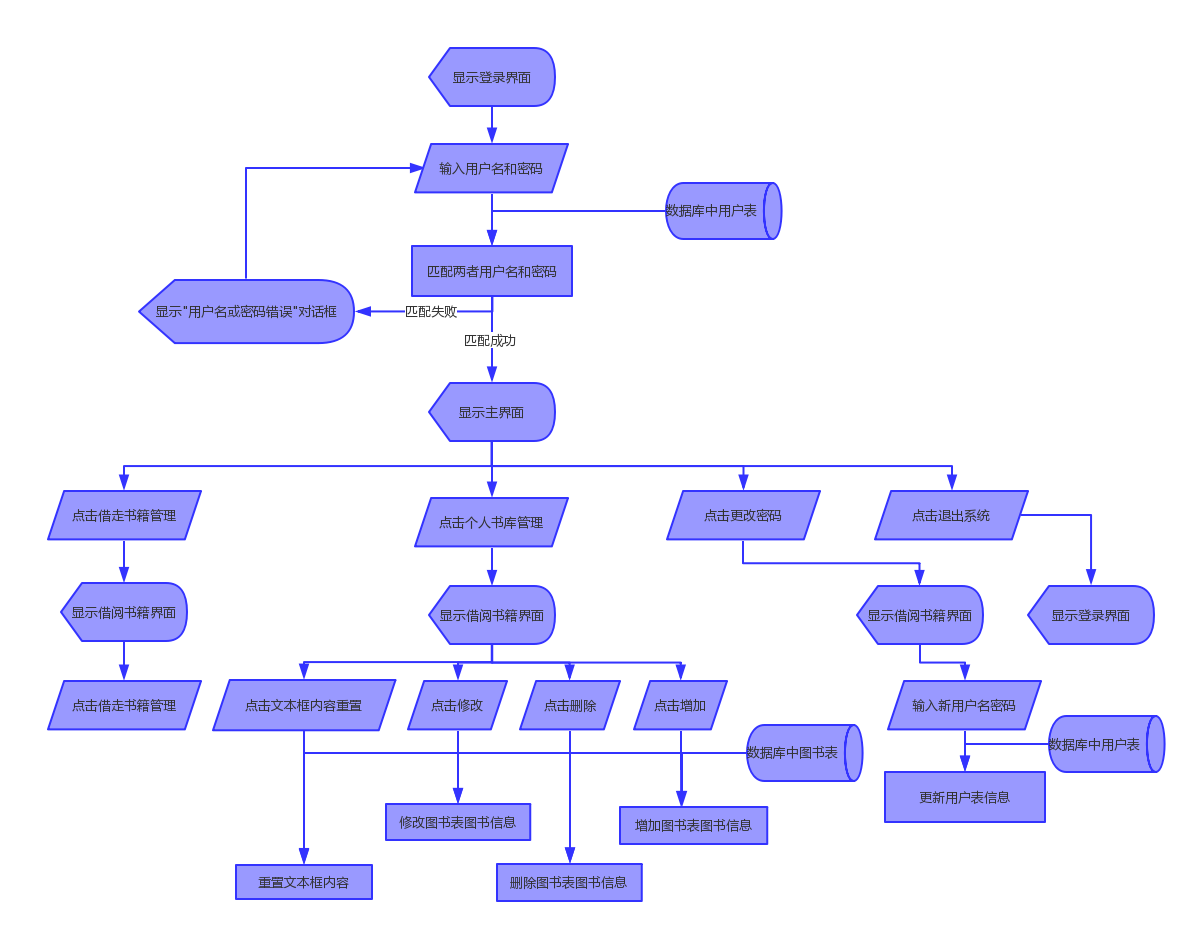 显示登录界面
输入用户名和密码
数据库中用户表
匹配两者用户名和密码
显示"用户名或密码错误"对话框
匹配失败
匹配成功
显示主界面
点击借走书籍管理
点击个人书库管理
点击更改密码
点击退出系统
显示借阅书籍界面
显示借阅书籍界面
显示借阅书籍界面
显示登录界面
点击借走书籍管理
点击文本框内容重置
点击修改
点击删除
点击增加
输入新用户名密码
数据库中图书表
数据库中用户表
更新用户表信息
修改图书表图书信息
增加图书表图书信息
重置文本框内容
删除图书表图书信息